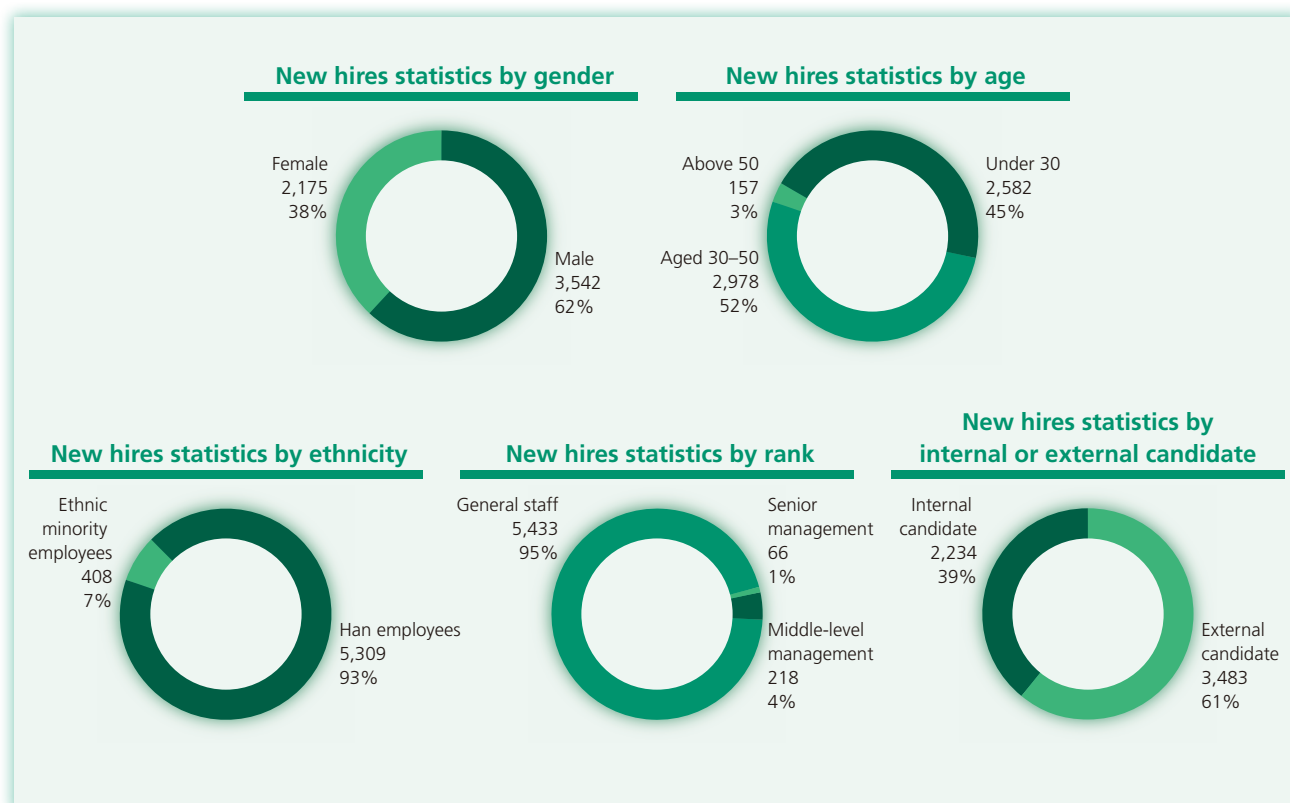 New hires statistics by gender
Female
2,175
38%
Male
3,542
62%
New hires statistics by age
Above 50
157
3%
Under 30
2,582
45%
Aged 30–50
2,978
52%
New hires statistics by ethnicity
Ethnic
minority
employees
408
7%
Han employees
5,309
93%
New hires statistics by rank
General staff
5,433
95%
Senior
management
66
1%
Middle-level
management
218
4%
New hires statistics by
internal or external candidate
Internal
candidate
2,234
39%
External
candidate
3,483
61%